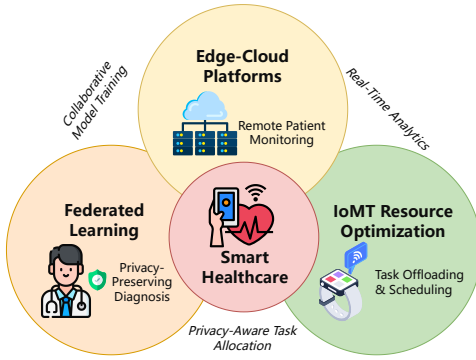 Edge-Cloud
Platforms
Remote Patient
Monitoring
Collaborative
Model Training
Real-Time Analytics
Federated
Learning
Privacy-
Preserving
Diagnosis
Smart
Healthcare
IoMT Resource
Optimization
Task Offloading
& Scheduling
Privacy-Aware Task
Allocation